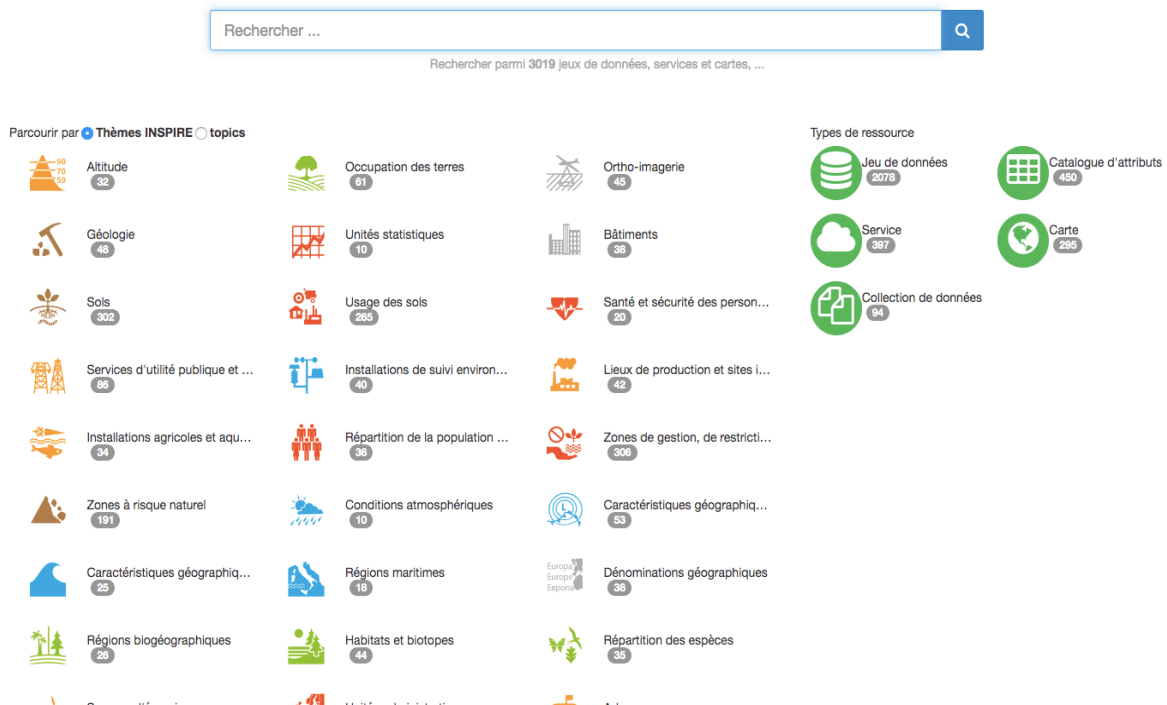 Rechercher ...
Rechercher parmi 3019 jeux de données, services et cartes, ...
Parcourir par Thèmes INSPIRE topics
Types de ressource
Altitude
32
Occupation des terres
61
Ortho-imagerie
45
Jeu de données
2078
Catalogue d'attributs
450
Géologie
48
Unités statistiques
10
Bâtiments
38
Service
397
Carte
295
Sols
302
Usage des sols
265
Santé et sécurité des person...
20
Collection de données
94
Services d'utilité publique et ...
86
Installations de suivi environ...
40
Lieux de production et sites i...
42
Installations agricoles et aqu...
34
Répartition de la population ...
36
Zones de gestion, de restricti...
306
Zones à risque naturel
191
Conditions atmosphériques
10
Caractéristiques géographiq...
53
Caractéristiques géographiq...
25
Régions maritimes
18
Dénominations géographiques
38
Régions biogéographiques
26
Habitats et biotopes
44
Répartition des espèces
35
90
70
50
Europa
Europe
Espona